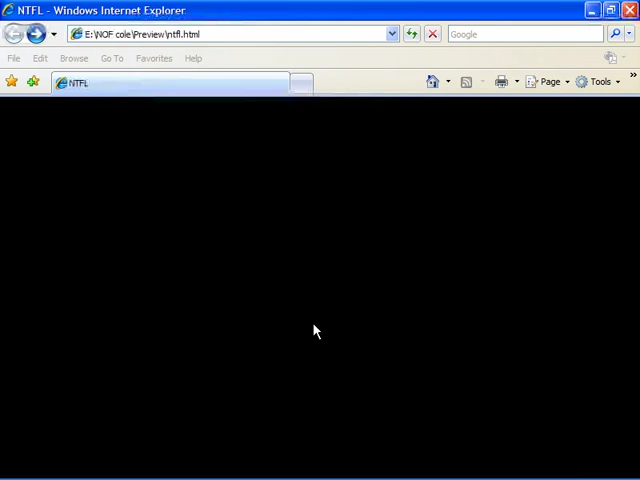 NTFL - Windows Internet Explorer
E:\NOF cole\Preview\ntfl.html
Google
File Edit Browse Go To Favorites Help
NTFL
Page Tools »